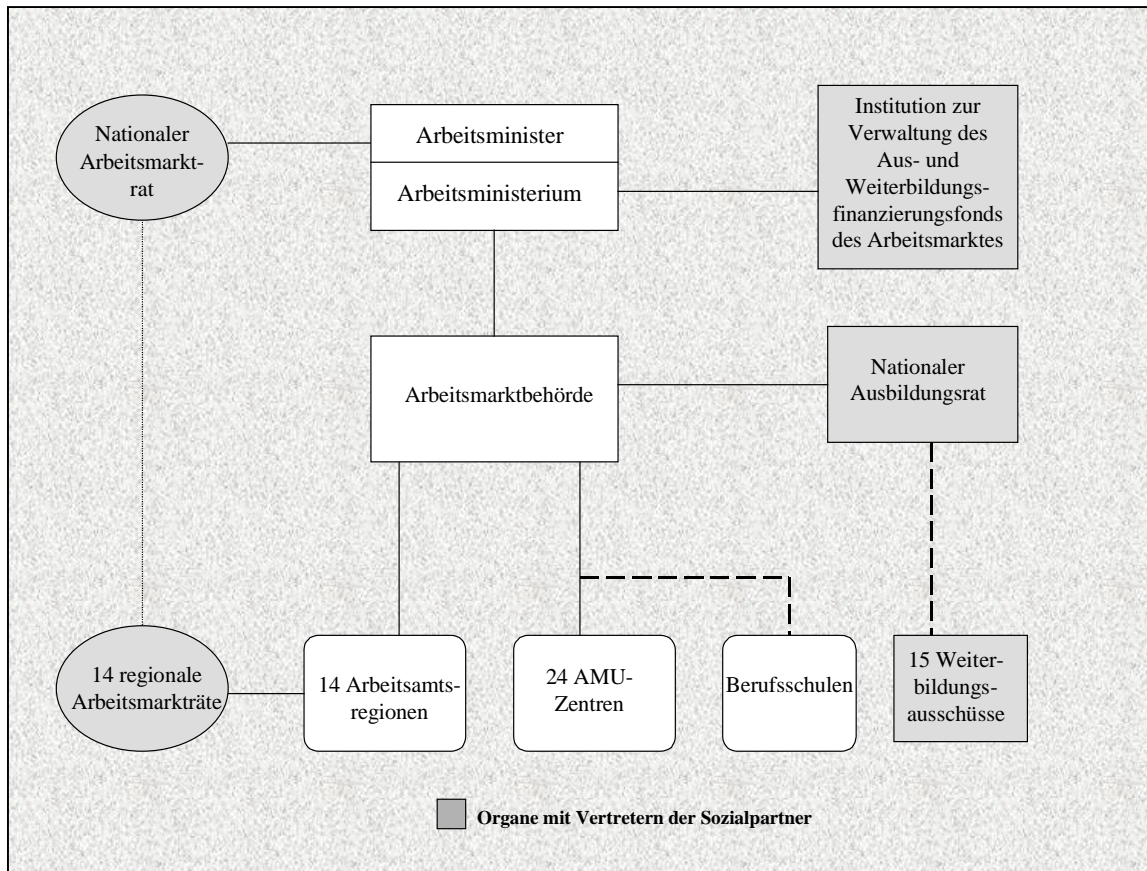 Nationaler
Arbeitsmarkt-
rat
Arbeitsminister
Arbeitsministerium
Institution zur
Verwaltung des
Aus- und
Weiterbildungs-
finanzierungsfonds
des Arbeitsmarktes
Arbeitsmarktbehörde
Nationaler
Ausbildungsrat
14 regionale
Arbeitsmarkträte
14 Arbeitsamts-
regionen
24 AMU-
Zentren
Berufsschulen
15 Weiter-
bildungs-
ausschüsse
Organe mit Vertretern der Sozialpartner